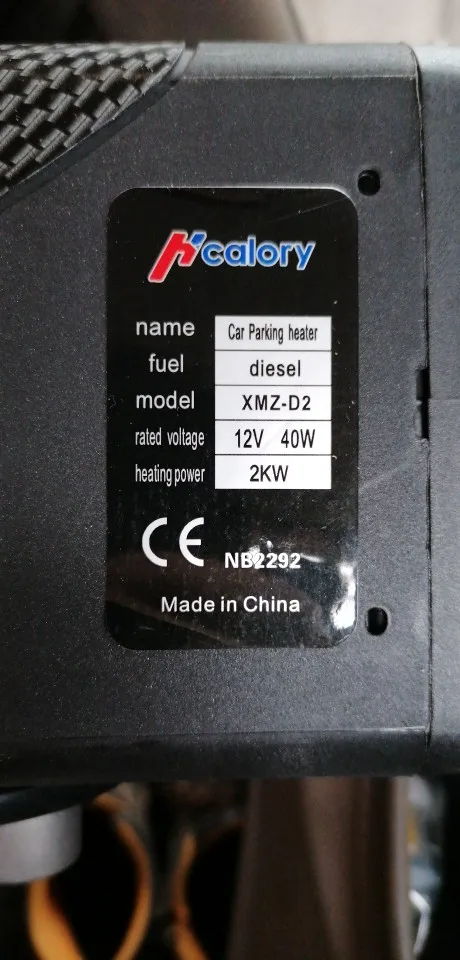 Hcalory
name Car Parking heater
fuel diesel
model XMZ-D2
rated voltage 12V 40W
heating power 2KW
CE NB2292
Made in China